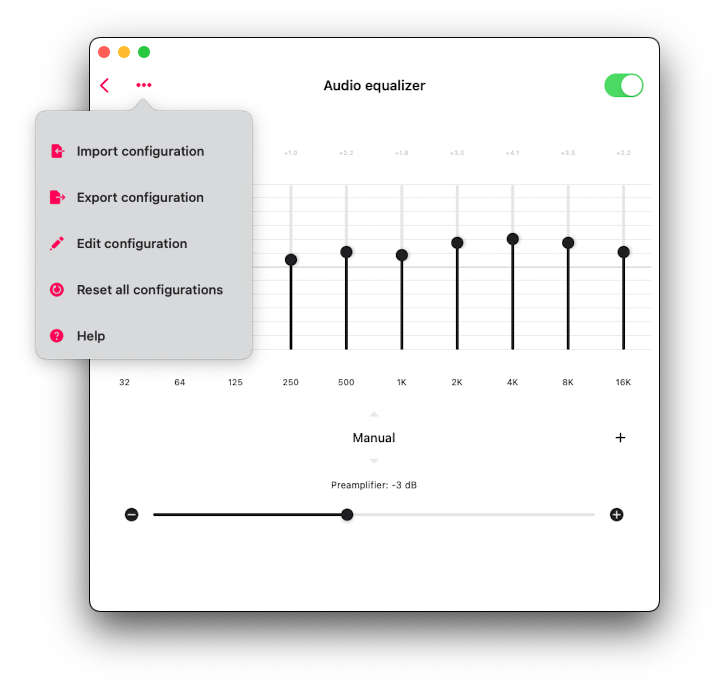 Audio equalizer
Import configuration
Export configuration
Edit configuration
Reset all configurations
Help
+1.0 +2.2 +1.8 +3.5 +4.1 +3.5 +2.2
32 64 125 250 500 1K 2K 4K 8K 16K
Manual
Preamplifier: -3 dB